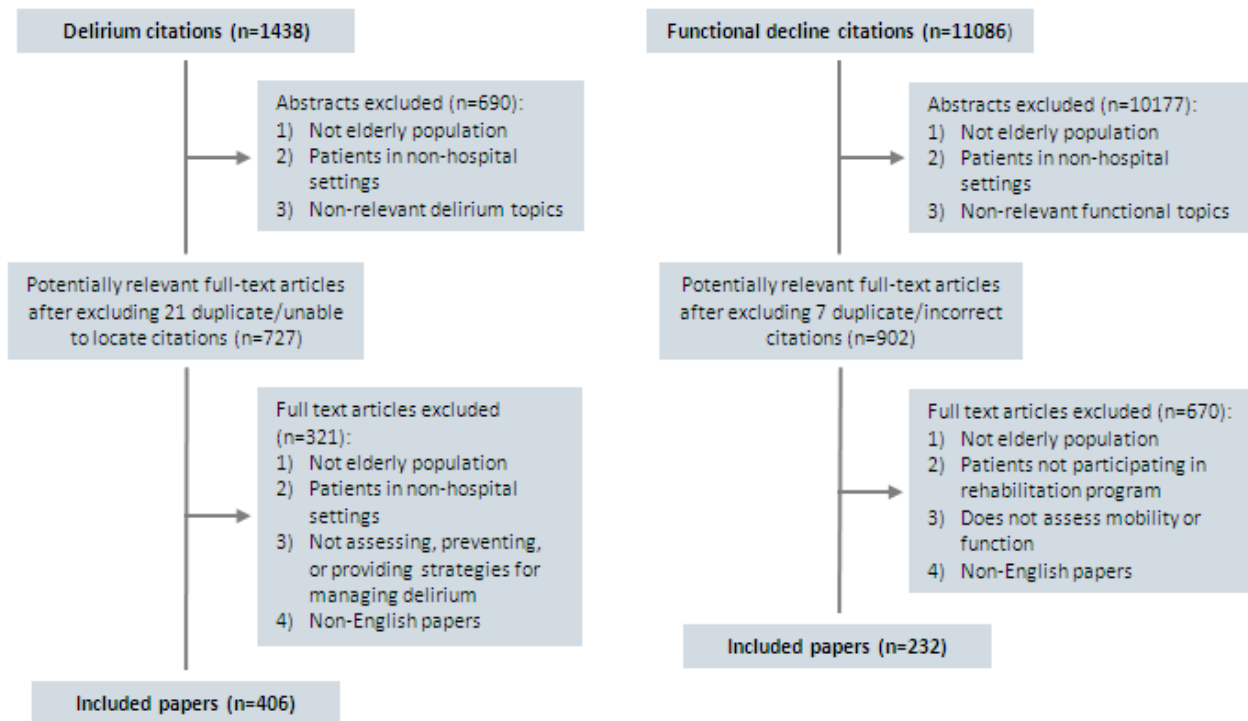 Delirium citations (n=1438)
Abstracts excluded (n=690):
1) Not elderly population
2) Patients in non-hospital
settings
3) Non-relevant delirium topics
Potentially relevant full-text articles
after excluding 21 duplicate/unable
to locate citations (n=727)
Full text articles excluded
(n=321):
1) Not elderly population
2) Patients in non-hospital
settings
3) Not assessing, preventing,
or providing strategies for
managing delirium
4) Non-English papers
Included papers (n=406)
Functional decline citations (n=11086)
Abstracts excluded (n=10177):
1) Not elderly population
2) Patients in non-hospital
settings
3) Non-relevant functional topics
Potentially relevant full-text articles
after excluding 7 duplicate/incorrect
citations (n=902)
Full text articles excluded (n=670):
1) Not elderly population
2) Patients not participating in
rehabilitation program
3) Does not assess mobility or
function
4) Non-English papers
Included papers (n=232)